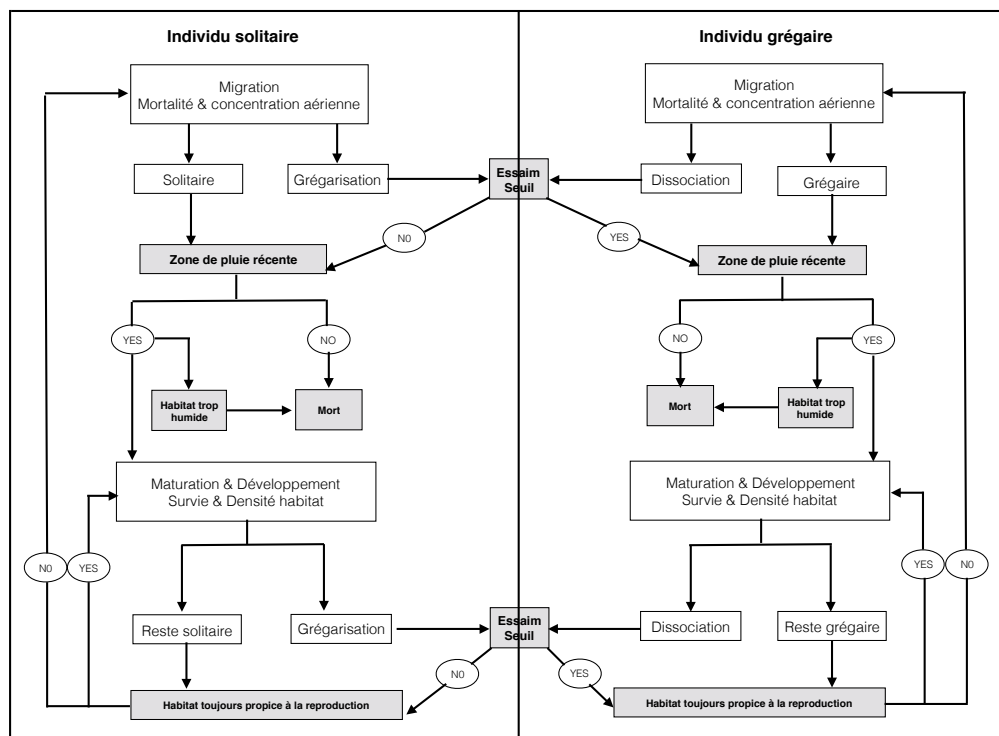 Individu solitaire
Migration
Mortalité & concentration aérienne
Solitaire
Grégarisation
Essaim
Seuil
N0
Zone de pluie récente
YES
NO
Habitat trop
humide
Mort
Maturation & Développement
Survie & Densité habitat
N0
YES
Reste solitaire
Grégarisation
Essaim
Seuil
N0
Habitat toujours propice à la reproduction
Individu grégaire
Migration
Mortalité & concentration aérienne
Dissociation
Grégaire
YES
Zone de pluie récente
NO
YES
Mort
Habitat trop
humide
Maturation & Développement
Survie & Densité habitat
YES
N0
Dissociation
Reste grégaire
YES
Habitat toujours propice à la reproduction